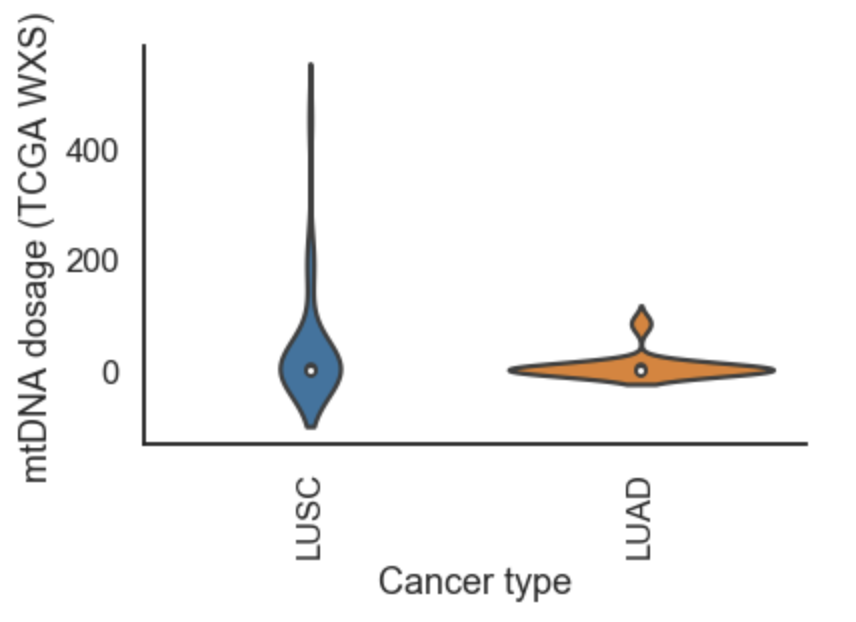 mtDNA dosage (TCGA WXS)
400
200
0
LUSC
LUAD
Cancer type